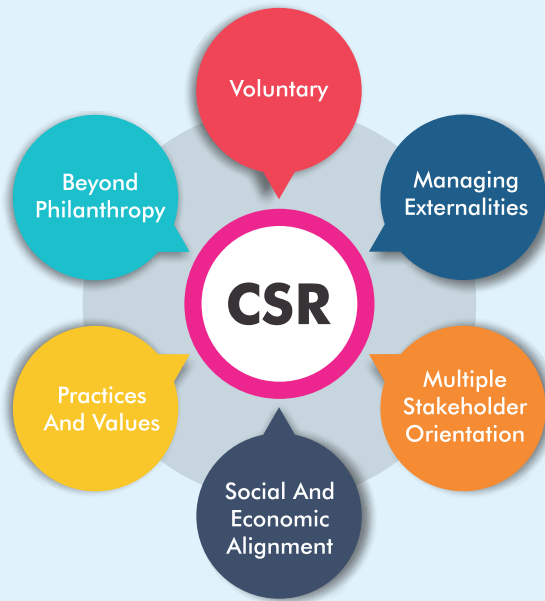 Voluntary
Managing
Externalities
Multiple
Stakeholder
Orientation
Social And
Economic
Alignment
Practices
And Values
Beyond
Philanthropy
CSR